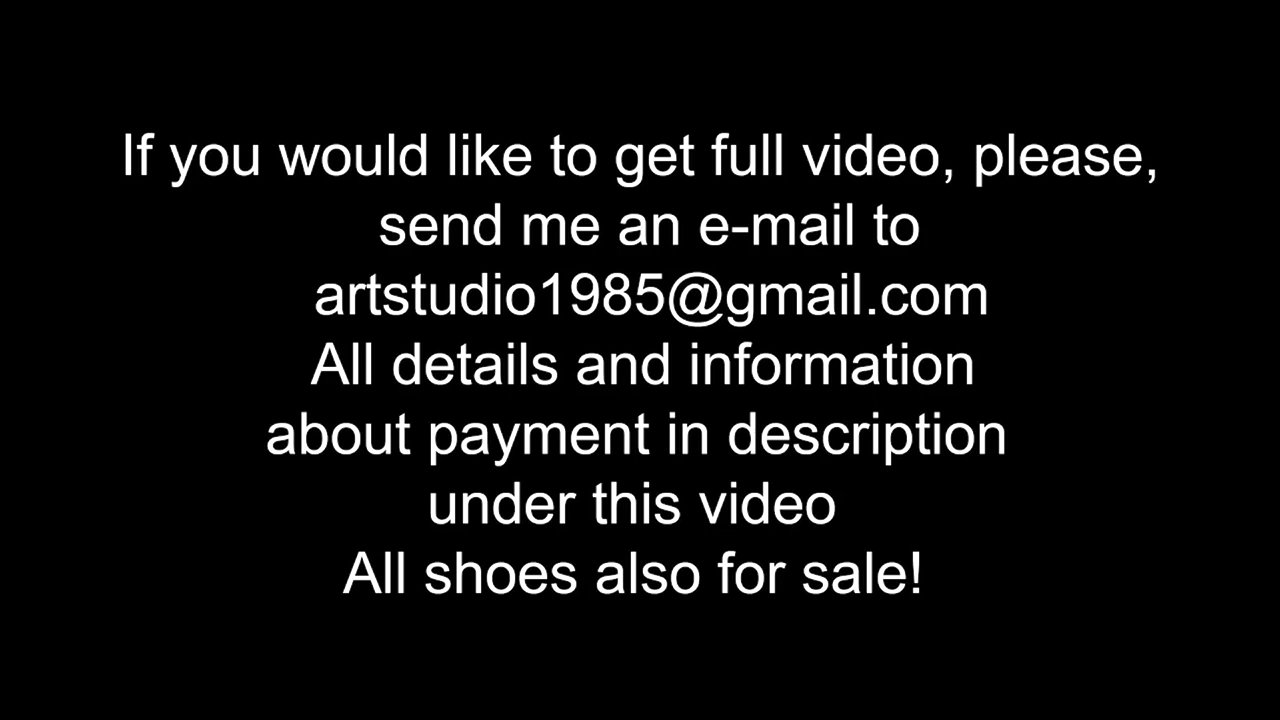 If you would like to get full video, please,
send me an e-mail to
artstudio1985@gmail.com
All details and information
about payment in description
under this video
All shoes also for sale!